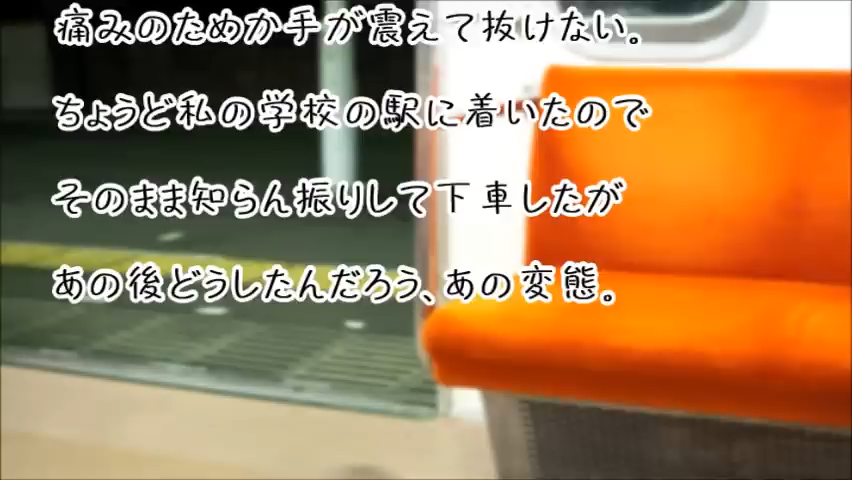 痛みのためか手が震えて抜けない。
ちょうど私の学校の駅に着いたので
そのまま知らん振りして下車したが
あの後どうしたんだろう、あの変態。